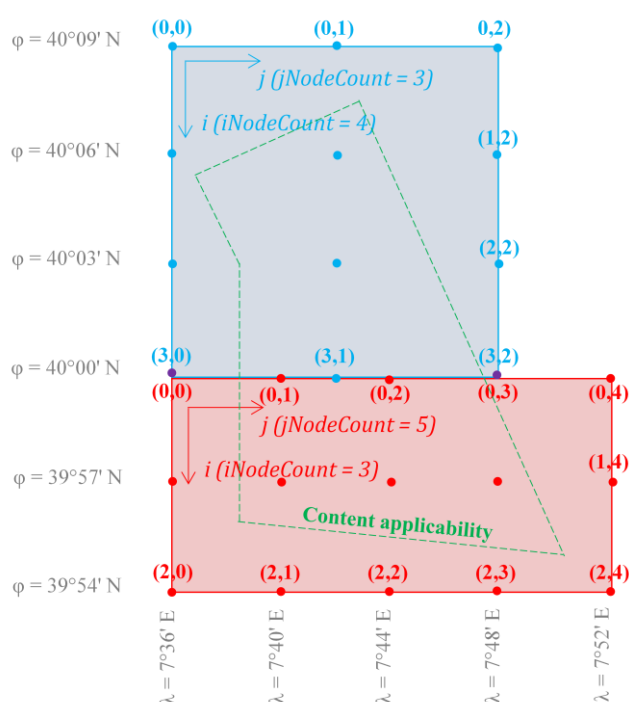 (0,0) (0,1) 0,2)
φ = 40°09' N
j (jNodeCount = 3)
i (iNodeCount = 4)
φ = 40°06' N
(1,2)
φ = 40°03' N
(2,2)
φ = 40°00' N
(3,0) (3,1) (3,2)
(0,0) (0,1) (0,2) (0,3) (0,4)
j (jNodeCount = 5)
i (iNodeCount = 3)
φ = 39°57' N
(1,4)
Content applicability
φ = 39°54' N
(2,0) (2,1) (2,2) (2,3) (2,4)
λ = 7°36' E
λ = 7°40' E
λ = 7°44' E
λ = 7°48' E
λ = 7°52' E